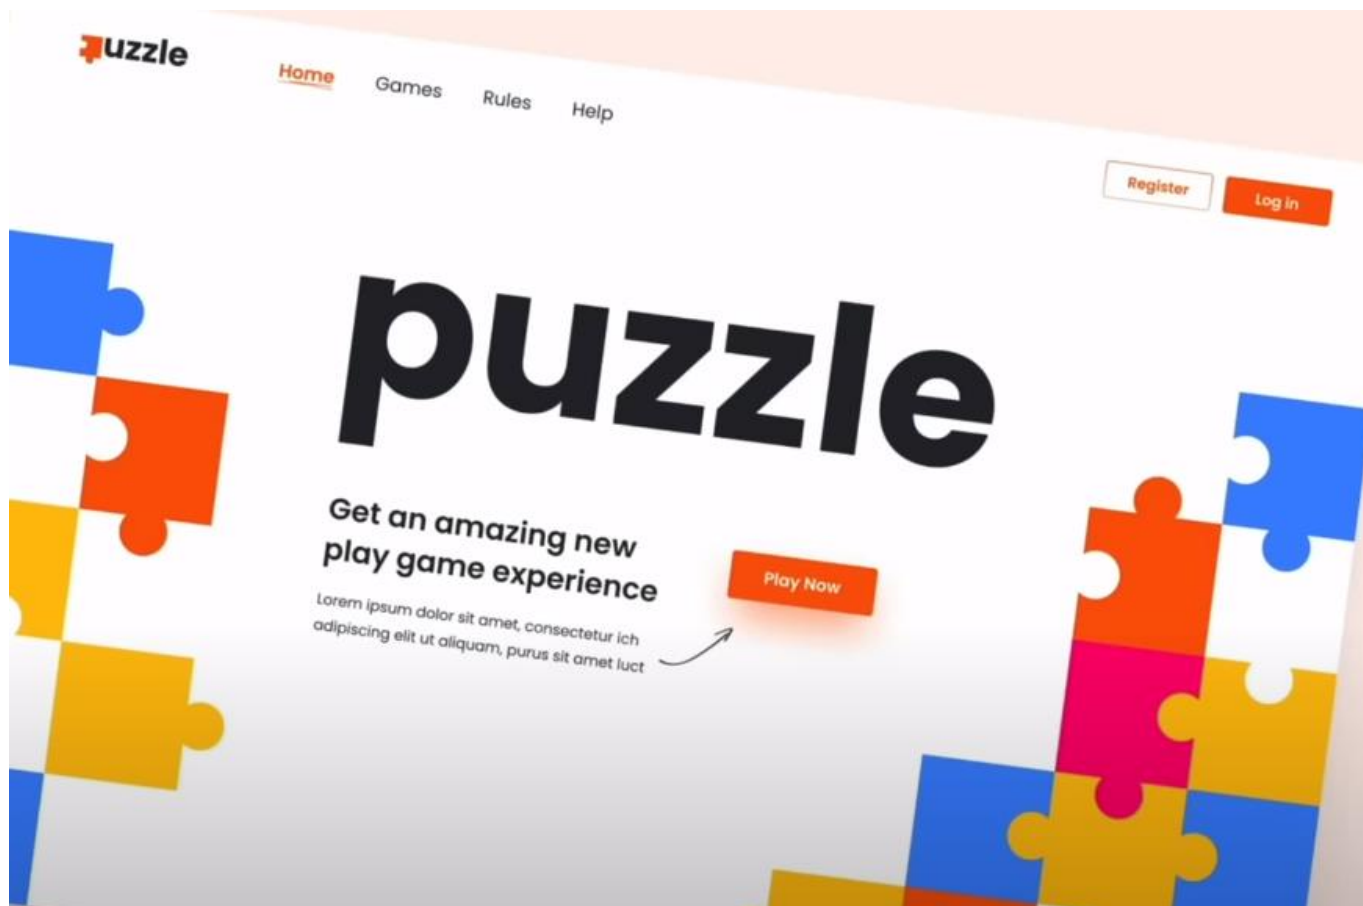 puzzle
Home Games Rules Help
Register Log in
puzzle
Get an amazing new
play game experience
Lorem ipsum dolor sit amet, consectetur ich
adipiscing elit ut aliquam, purus sit amet luct
Play Now